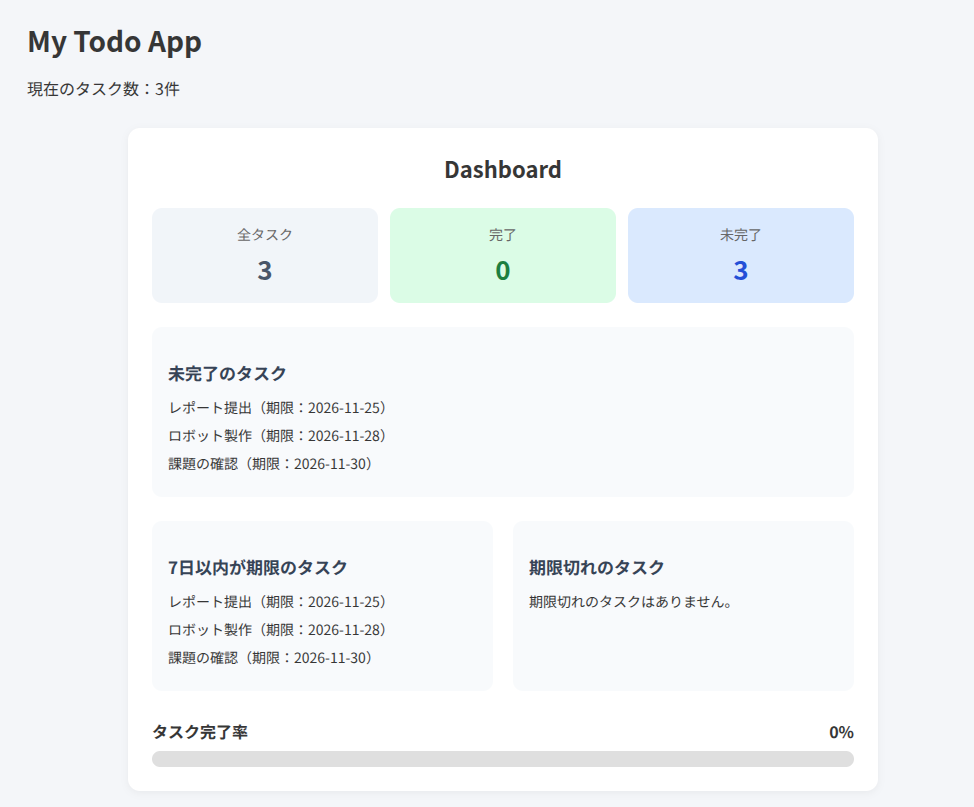 My Todo App
現在のタスク数：3件
Dashboard
全タスク
3
完了
0
未完了
3
未完了のタスク
レポート提出（期限：2026-11-25）
ロボット製作（期限：2026-11-28）
課題の確認（期限：2026-11-30）
7日以内が期限のタスク
レポート提出（期限：2026-11-25）
ロボット製作（期限：2026-11-28）
課題の確認（期限：2026-11-30）
期限切れのタスク
期限切れのタスクはありません。
タスク完了率
0%